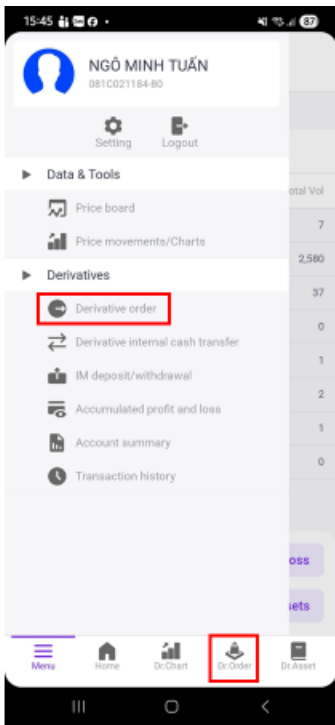 15:45
87
NGÔ MINH TUẤN
081C021184-80
Setting
Logout
Data & Tools
Price board
Price movements/Charts
Derivatives
Derivative order
Derivative internal cash transfer
IM deposit/withdrawal
Accumulated profit and loss
Account summary
Transaction history
otal Vol
7
2,580
37
0
1
2
1
0
oss
sets
Menu
Home
Dr.Chart
Dr.Order
Dr.Asset